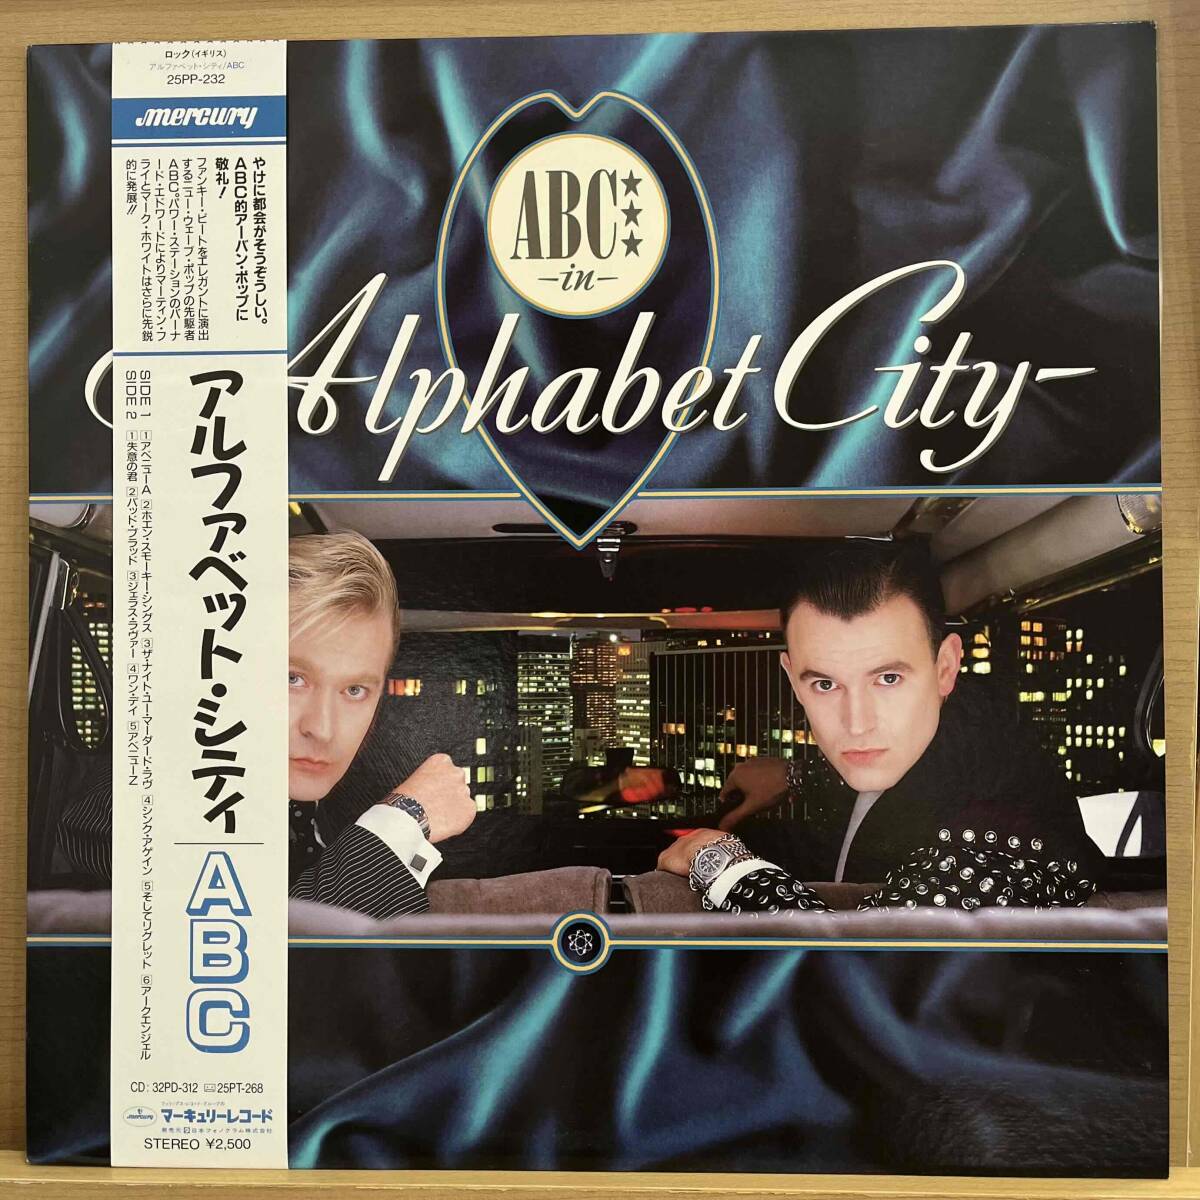 ロック(イギリス)
アルファベット・シティ/ABC
25PP-232
mercury
やけに都会がそうぞうしい。
ABC的アーバン・ポップに
敬礼!
ファンキー・ビートをエレガントに演出
するニュー・ウェーブ・ポップの先駆者
ABC。パワー・ステーションのバーナ
ード・エドワードによりマーティン・フ
ライとマーク・ホワイトはさらに先鋭
的に発展!!
アルファベット・シティ
ABC
SIDE 1 1アベニューA 2ホエン・スモーキー・シングス 3ザ・ナイト・ユー・マーダード・ラヴ 4シンク・アゲイン 5そしてリグレット 6アークエンジェル
SIDE 2 1失意の君 2バッド・ブラッド 3ジェラス・ラヴァー 4ワン・デイ 5アベニューZ
CD: 32PD-312 25PT-268
mercury マーキュリーレコード
発売元 日本フォノグラム株式会社
STEREO ¥2,500
ABC
-in-
Alphabet City-